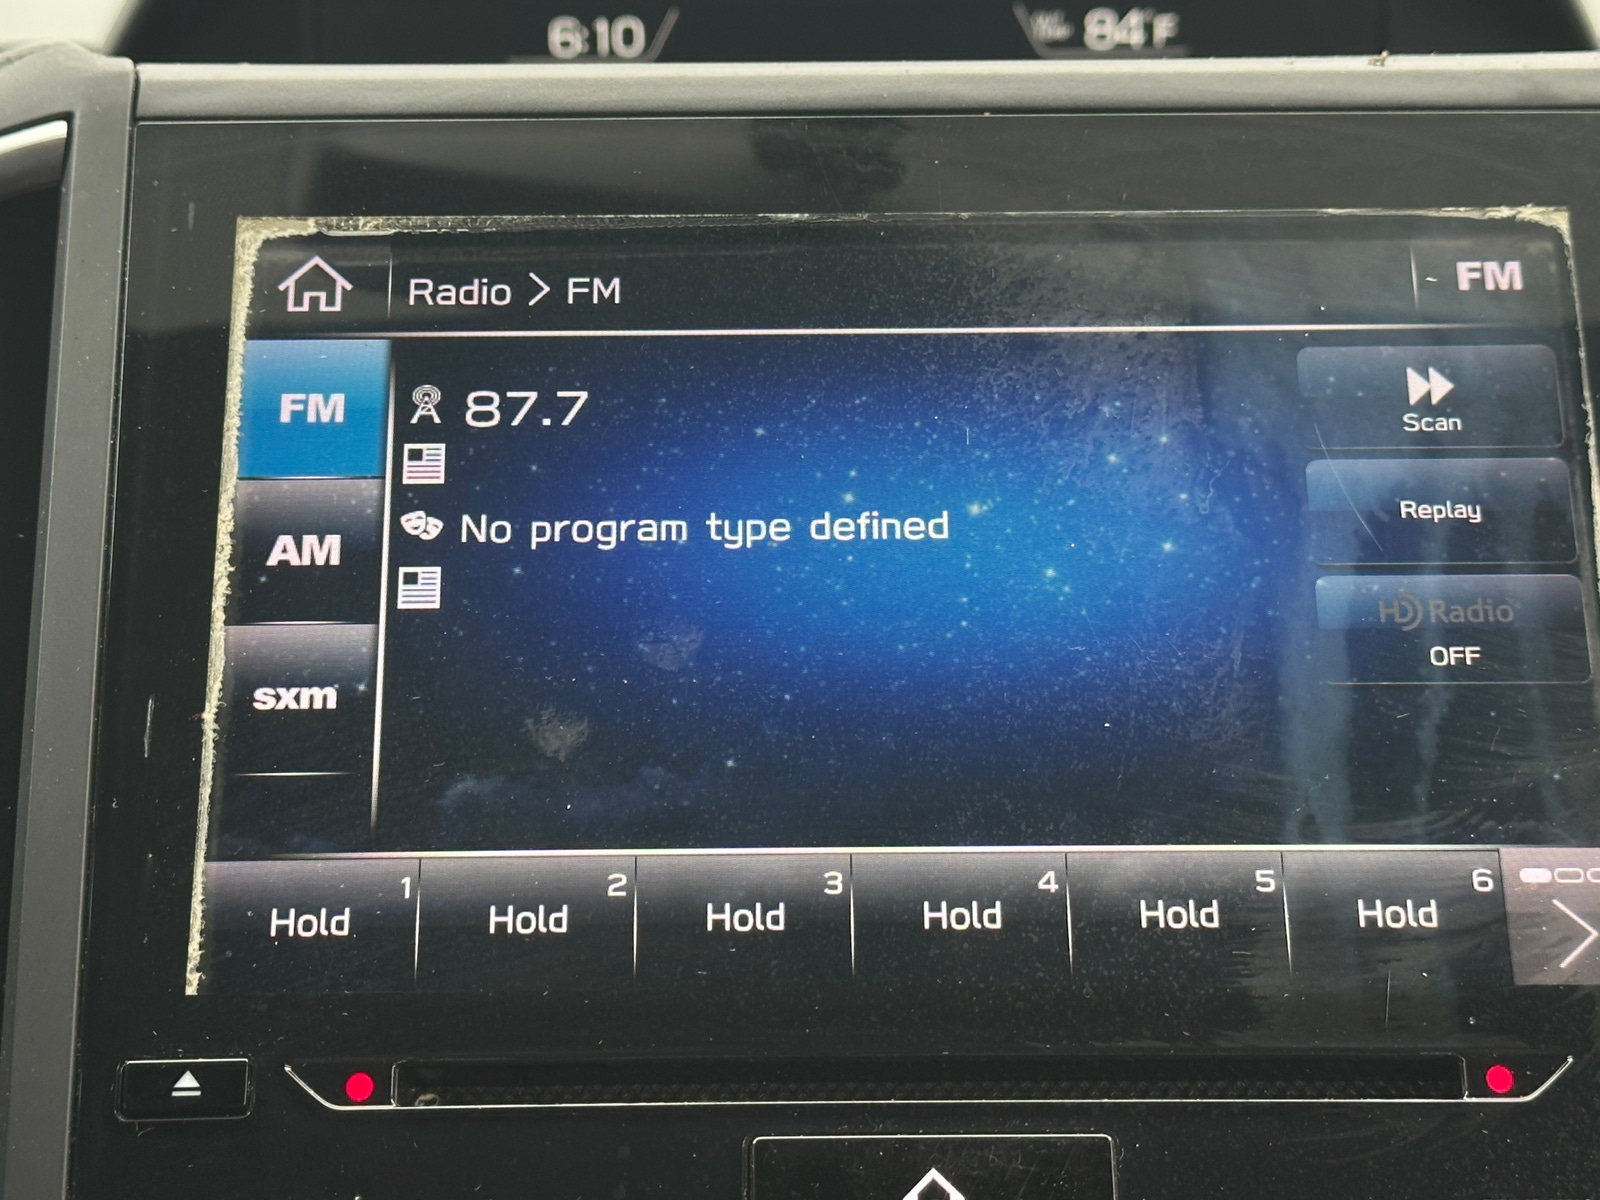 6:10
84°F
Radio > FM
FM
FM
87.7
Scan
No program type defined
Replay
AM
HD Radio
OFF
sxm
1 2 3 4 5 6
Hold Hold Hold Hold Hold Hold